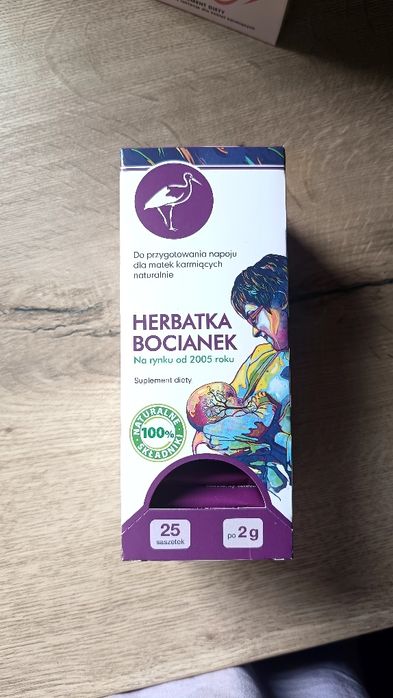 Do przygotowania napoju
dla matek karmiących
naturalnie
HERBATKA
BOCIANEK
Na rynku od 2005 roku
Suplement diety
NATURALNE
100%
SKŁADNIKI
25
saszetek
po 2 g